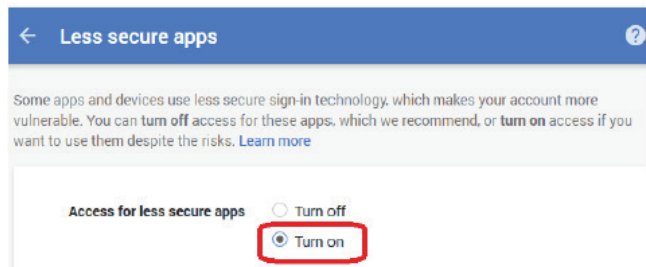 Less secure apps
Some apps and devices use less secure sign-in technology, which makes your account more
vulnerable. You can turn off access for these apps, which we recommend, or turn on access if you
want to use them despite the risks. Learn more
Access for less secure apps Turn off
Turn on